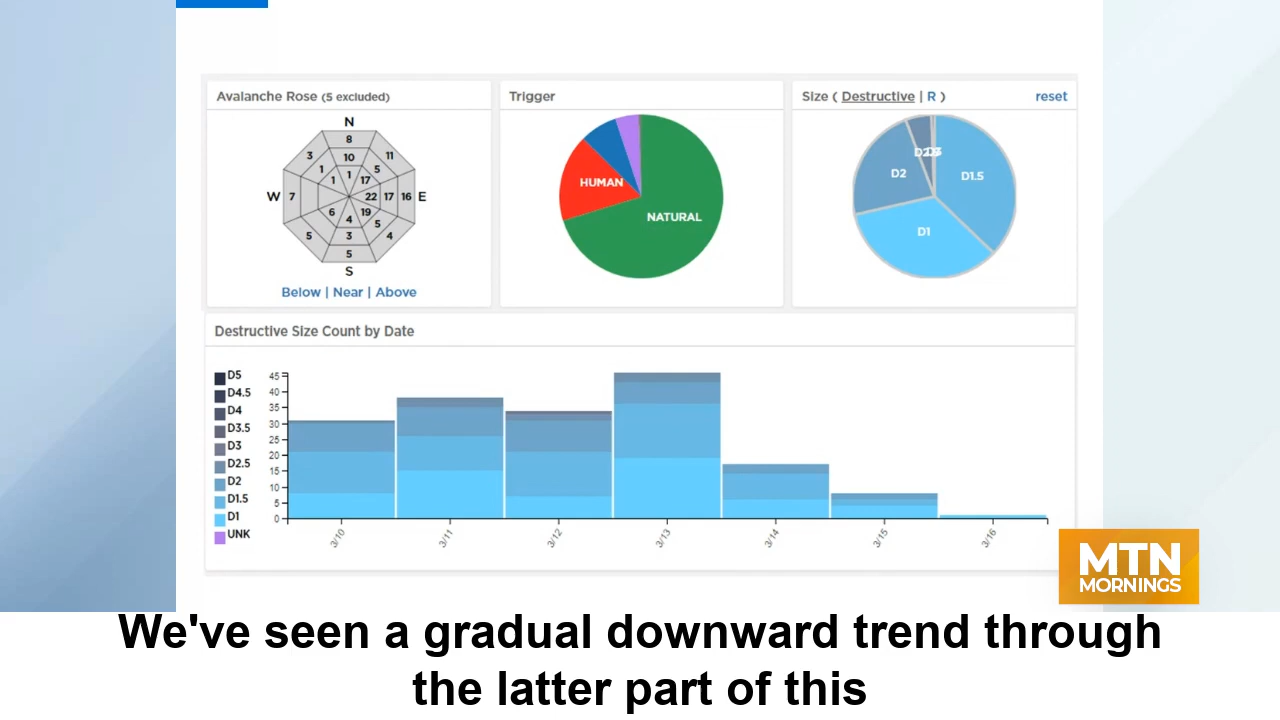 Avalanche Rose (5 excluded)
N
8
3
11
10
1
5
1
1
17
W
7
22
17
16
E
6
19
4
5
5
3
4
5
S
Below | Near | Above
Trigger
HUMAN
NATURAL
Size ( Destructive | R )
reset
D2
D1.5
D1
Destructive Size Count by Date
D5
D4.5
D4
D3.5
D3
D2.5
D2
D1.5
D1
UNK
45
40
35
30
25
20
15
10
5
0
3/10
3/11
3/12
3/13
3/14
3/15
3/16
MTN
MORNINGS
We've seen a gradual downward trend through
the latter part of this